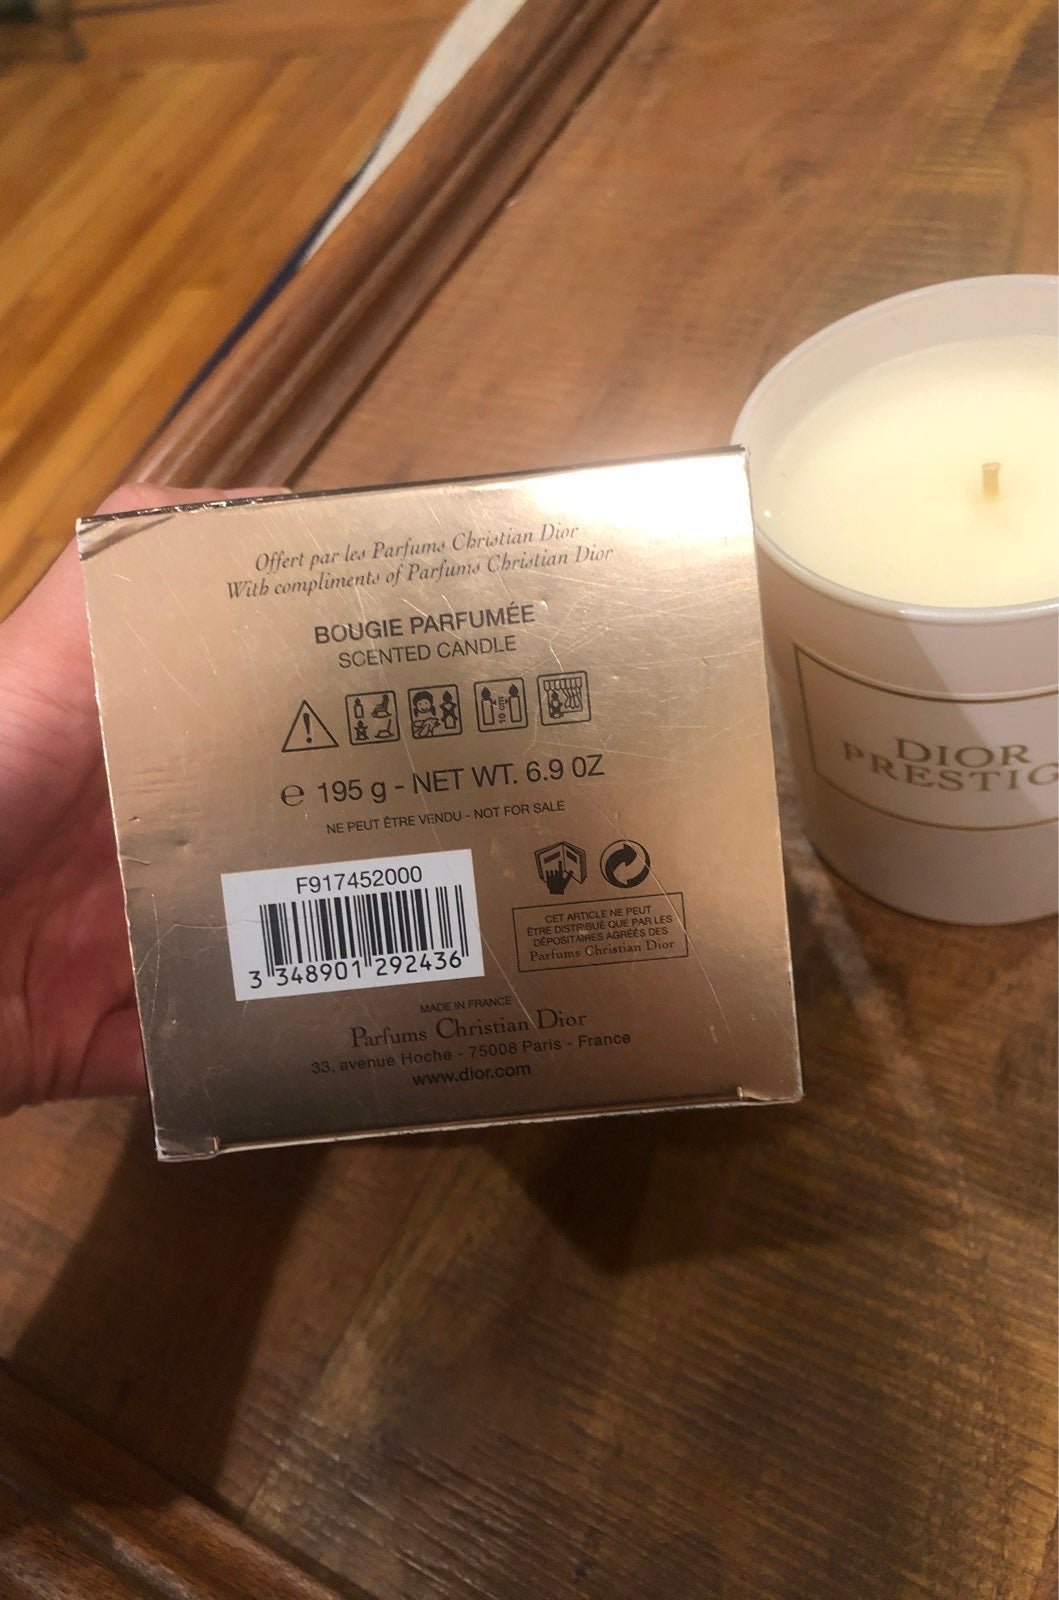 Offert par les Parfums Christian Dior
With compliments of Parfums Christian Dior
BOUGIE PARFUMÉE
SCENTED CANDLE
10 cm
℮ 195 g - NET WT. 6.9 0Z
NE PEUT ÊTRE VENDU - NOT FOR SALE
F917452000
3 348901 292436
CET ARTICLE NE PEUT
ÊTRE DISTRIBUÉ QUE PAR LES
DÉPOSITAIRES AGRÉÉS DES
Parfums Christian Dior
MADE IN FRANCE
Parfums Christian Dior
33, avenue Hoche - 75008 Paris - France
www.dior.com
DIOR
PRESTIG